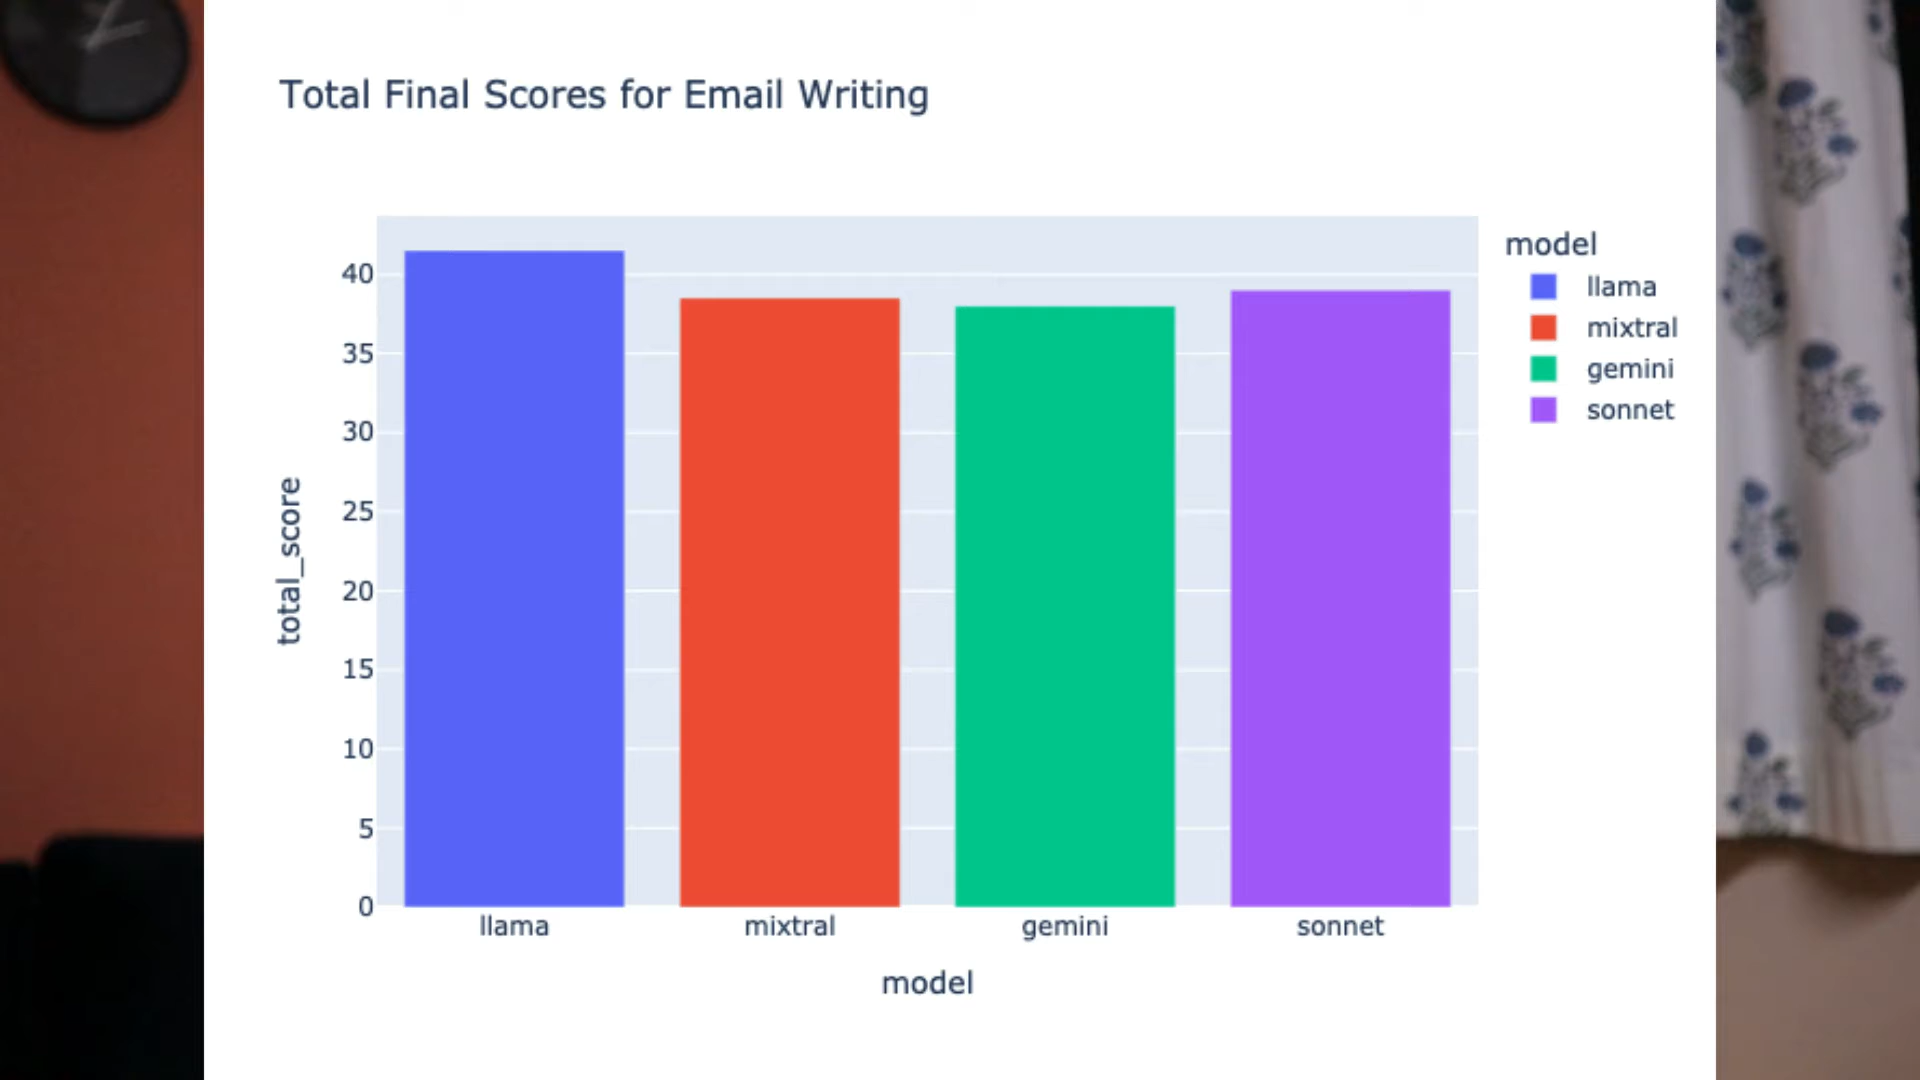 Total Final Scores for Email Writing
model
llama
mixtral
gemini
sonnet
total_score
40
35
30
25
20
15
10
5
0
llama mixtral gemini sonnet
model